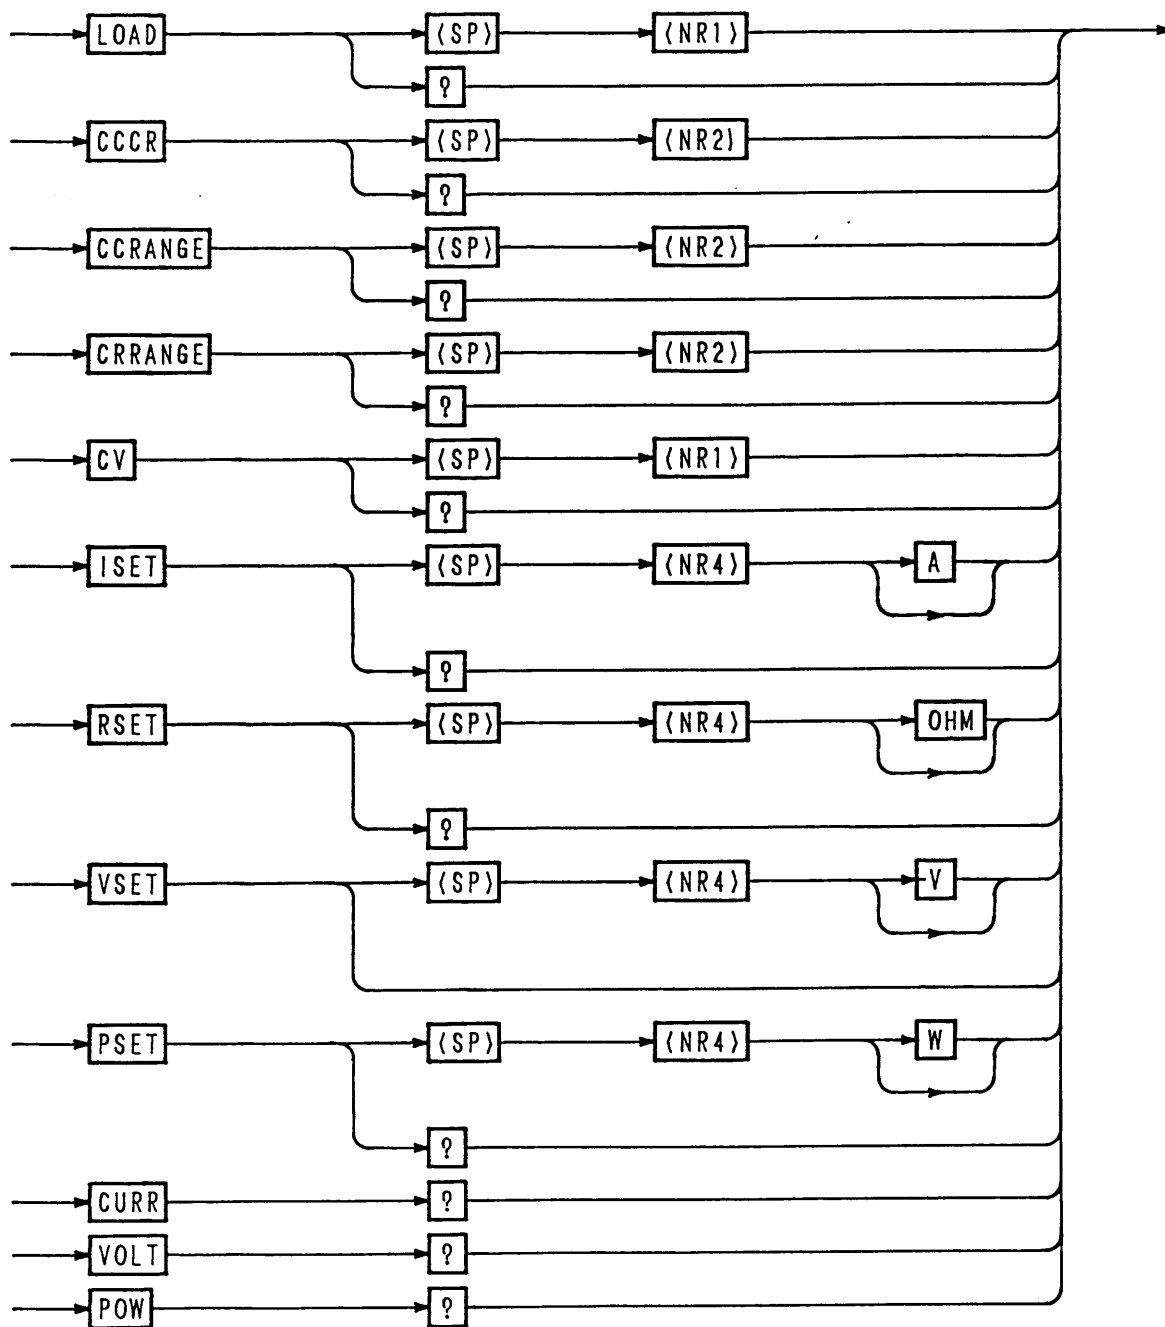 LOAD ⟨SP⟩ ⟨NR1⟩
?
CCCR ⟨SP⟩ ⟨NR2⟩
?
CCRANGE ⟨SP⟩ ⟨NR2⟩
?
CRRANGE ⟨SP⟩ ⟨NR2⟩
?
CV ⟨SP⟩ ⟨NR1⟩
?
ISET ⟨SP⟩ ⟨NR4⟩ A
?
RSET ⟨SP⟩ ⟨NR4⟩ OHM
?
VSET ⟨SP⟩ ⟨NR4⟩ V
PSET ⟨SP⟩ ⟨NR4⟩ W
?
CURR ?
VOLT ?
POW ?